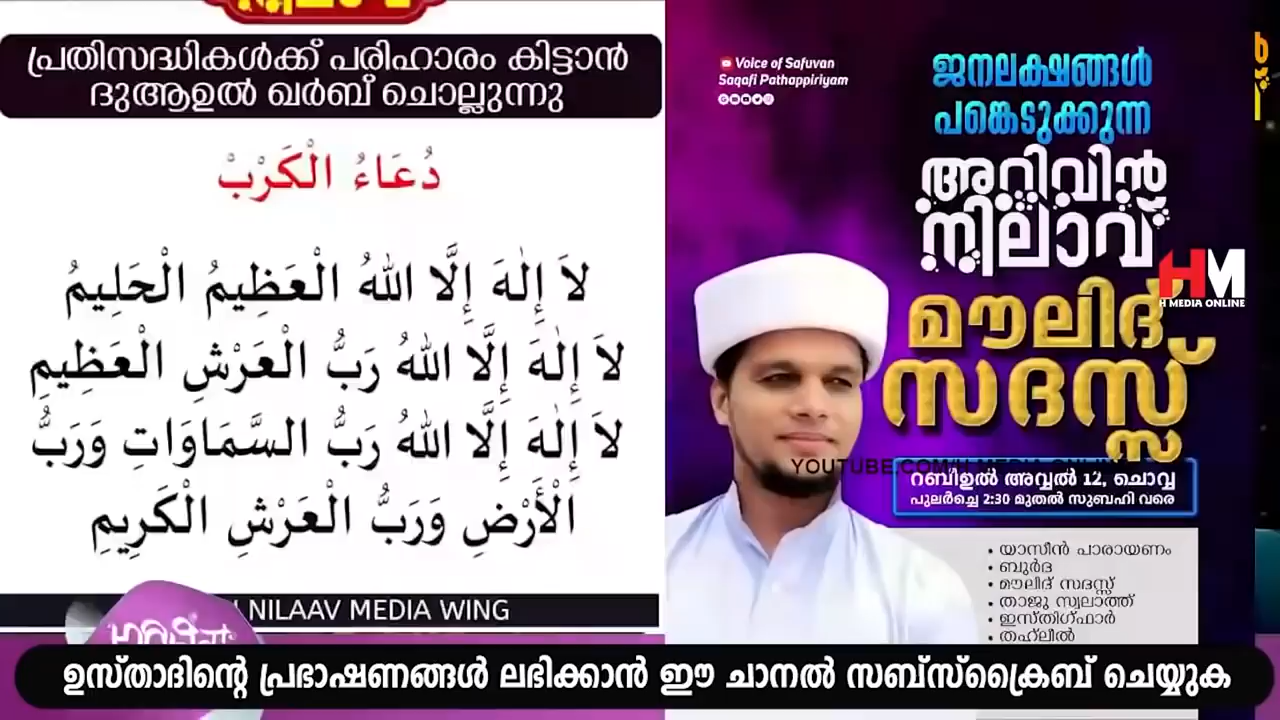 പ്രതിസദ്ധികൾക്ക് പരിഹാരം കിട്ടാൻ
ദുആഉൽ ഖർബ് ചൊല്ലുന്നു
دُعَاءُ الْكَرْبْ
لاَ إِلٰهَ إِلَّا اللهُ الْعَظِيمُ الْحَلِيمُ
لاَ إِلٰهَ إِلَّا اللهُ رَبُّ الْعَرْشِ الْعَظِيمِ
لاَ إِلٰهَ إِلَّا اللهُ رَبُّ السَّمَاوَاتِ وَرَبُّ
الْأَرْضِ وَرَبُّ الْعَرْشِ الْكَرِيمِ
NILAAV MEDIA WING
Voice of Safuvan
Saqafi Pathappiriyam
ജനലക്ഷങ്ങൾ
പങ്കെടുക്കുന്ന
അറിവിൻ
നിലാവ്
HM
H MEDIA ONLINE
മൗലിദ്
സദസ്സ്
റബീഉൽ അവ്വൽ 12, ചൊവ്വ
പുലർച്ചെ 2:30 മുതൽ സുബഹി വരെ
• യാസീൻ പാരായണം
• ബുർദ
• മൗലിദ് സദസ്സ്
• താജു സ്വലാത്ത്
• ഇസ്തിഗ്ഫാർ
• തഹ്ലീൽ
ഉസ്താദിന്റെ പ്രഭാഷണങ്ങൾ ലഭിക്കാൻ ഈ ചാനൽ സബ്സ്ക്രൈബ് ചെയ്യുക